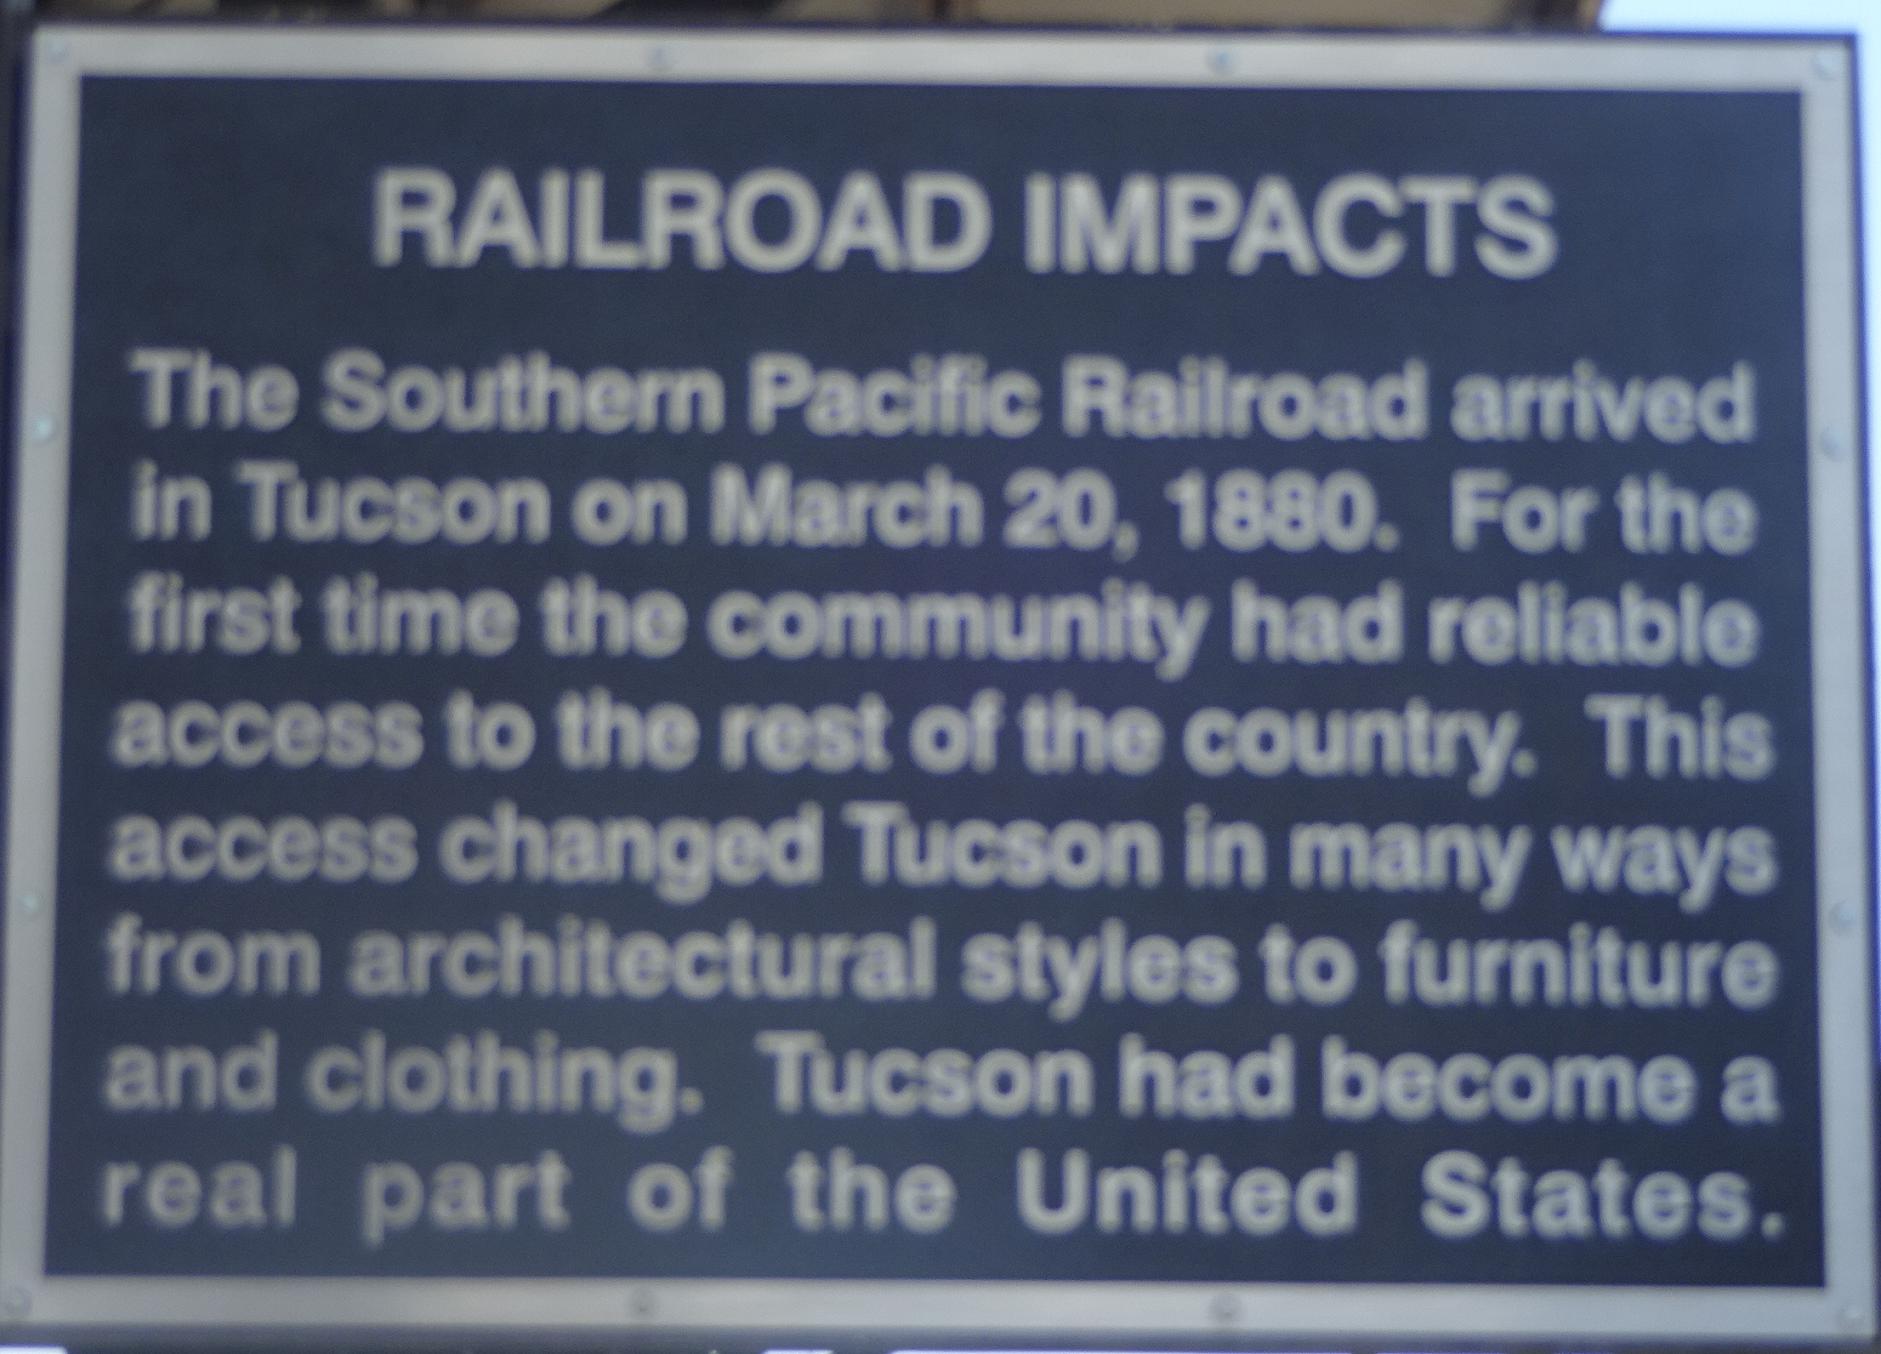 RAILROAD IMPACTS
The Southern Pacific Railroad arrived
in Tucson on March 20, 1880.  For the
first time the community had reliable
access to the rest of the country.  This
access changed Tucson in many ways
from architectural styles to furniture
and clothing.  Tucson had become a
real part of the United States.